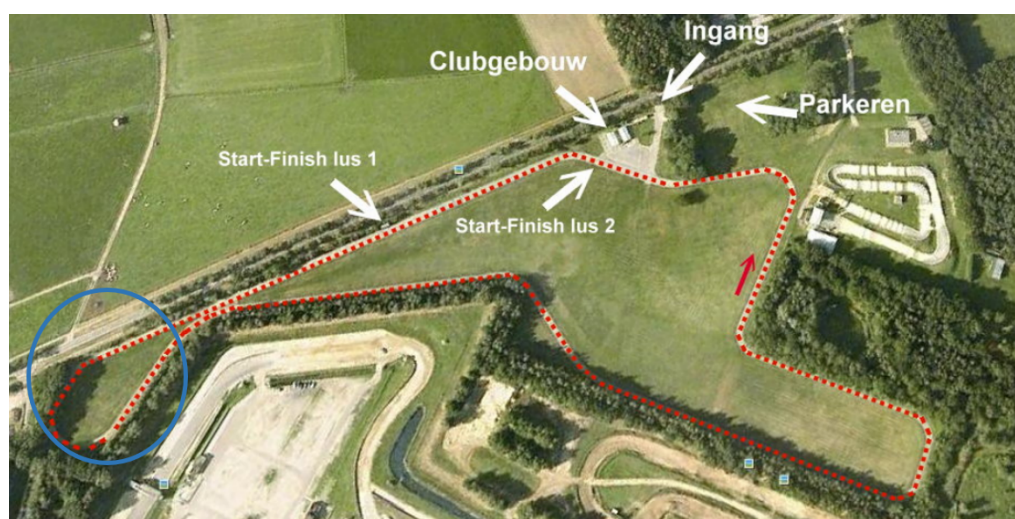 Ingang
Clubgebouw
Parkeren
Start-Finish lus 1
Start-Finish lus 2